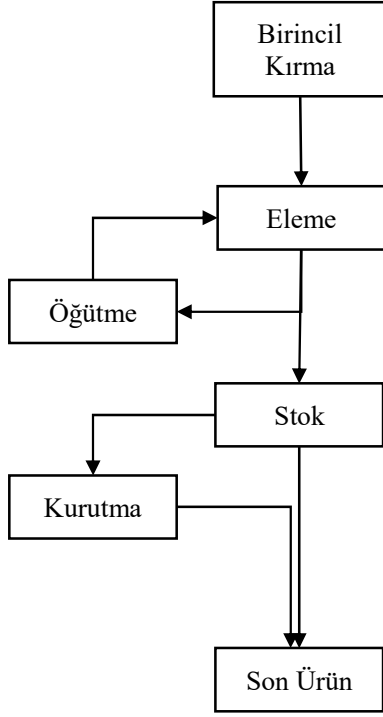 Birincil
Kırma
Eleme
Öğütme
Stok
Kurutma
Son Ürün